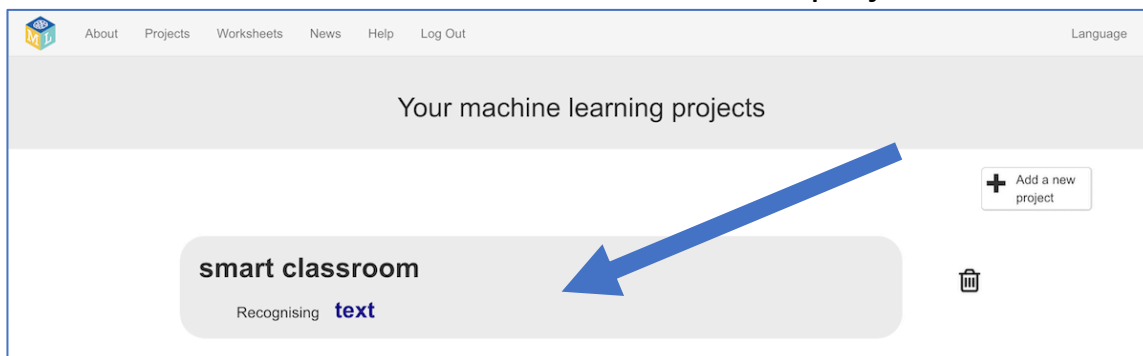 About Projects Worksheets News Help Log Out Language
Your machine learning projects
Add a new
project
smart classroom
Recognising text